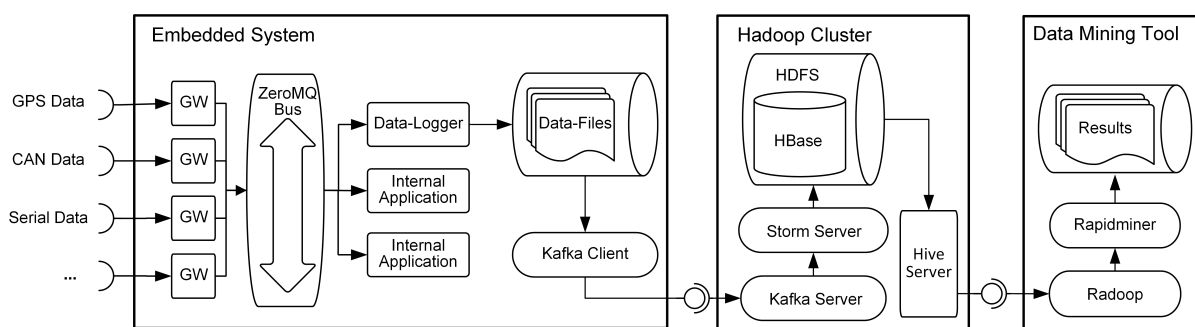 Embedded System
GPS Data
CAN Data
Serial Data
...
GW
GW
GW
GW
ZeroMQ
Bus
Data-Logger
Internal
Application
Internal
Application
Data-Files
Kafka Client
Hadoop Cluster
HDFS
HBase
Storm Server
Kafka Server
Hive
Server
Data Mining Tool
Results
Rapidminer
Radoop